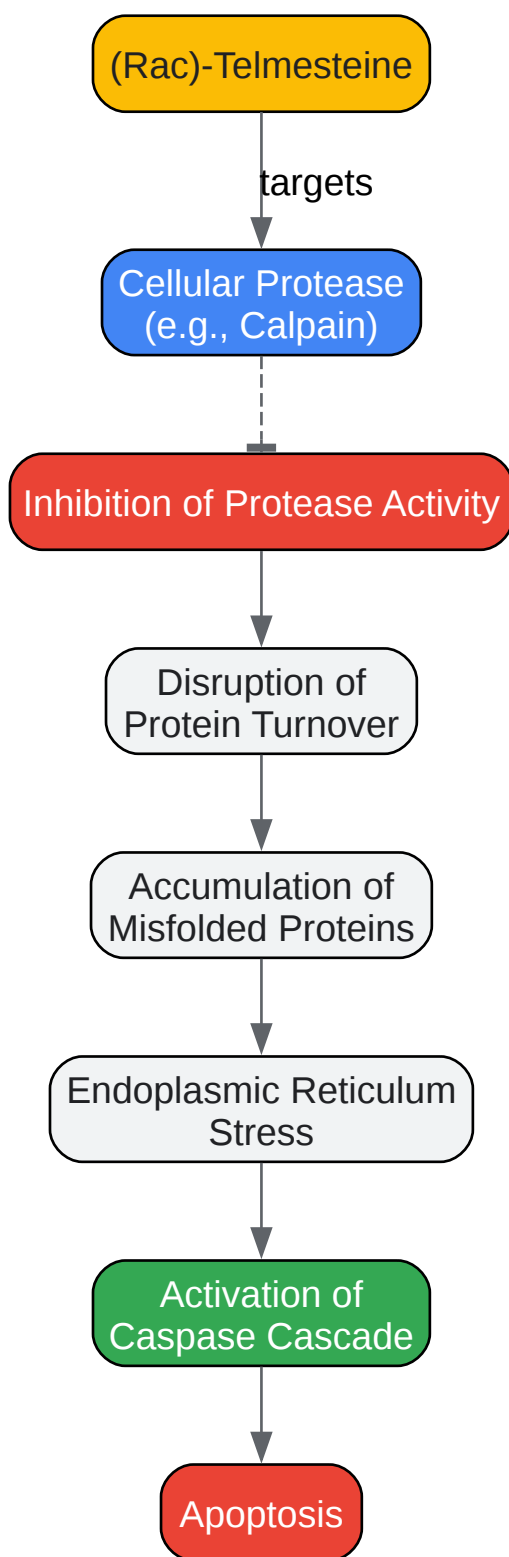 (Rac)-Telmesteine
targets
Cellular Protease
(e.g., Calpain)
Inhibition of Protease Activity
Disruption of
Protein Turnover
Accumulation of
Misfolded Proteins
Endoplasmic Reticulum
Stress
Activation of
Caspase Cascade
Apoptosis